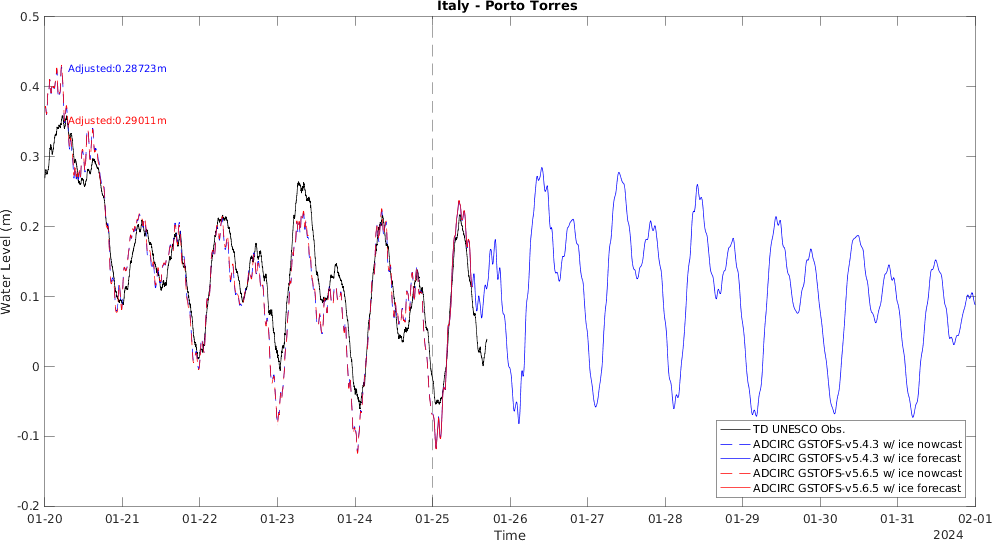 Italy - Porto Torres
0.5
0.4
0.3
0.2
0.1
0
-0.1
-0.2
Water Level (m)
Adjusted:0.28723m
Adjusted:0.29011m
TD UNESCO Obs.
ADCIRC GSTOFS-v5.4.3 w/ ice nowcast
ADCIRC GSTOFS-v5.4.3 w/ ice forecast
ADCIRC GSTOFS-v5.6.5 w/ ice nowcast
ADCIRC GSTOFS-v5.6.5 w/ ice forecast
01-20 01-21 01-22 01-23 01-24 01-25 01-26 01-27 01-28 01-29 01-30 01-31 02-01
Time
2024